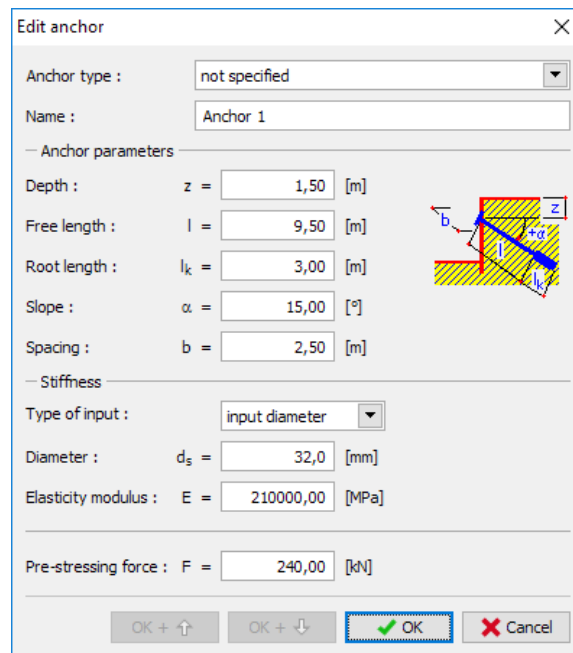 Edit anchor
Anchor type : not specified
Name : Anchor 1
Anchor parameters
Depth : z = 1,50 [m]
Free length : l = 9,50 [m]
Root length : lk = 3,00 [m]
Slope : α = 15,00 [°]
Spacing : b = 2,50 [m]
z
b
+α
l
lk
Stiffness
Type of input : input diameter
Diameter : ds = 32,0 [mm]
Elasticity modulus : E = 210000,00 [MPa]
Pre-stressing force : F = 240,00 [kN]
OK + OK + OK Cancel